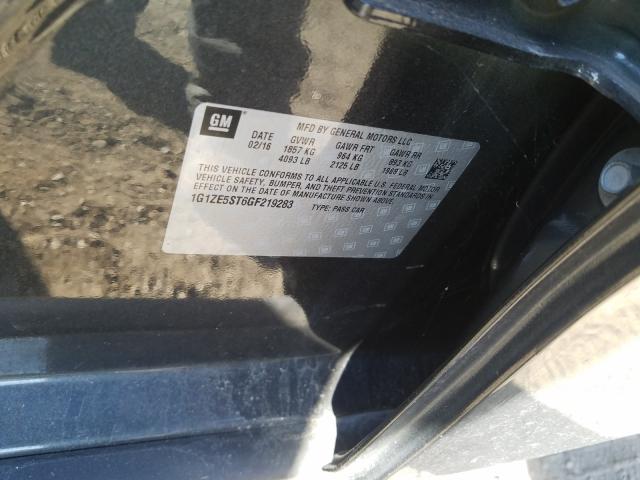 GM
MFD BY GENERAL MOTORS LLC
DATE GVWR GAWR FRT GAWR RR
02/16 1857 KG 964 KG 893 KG
4093 LB 2125 LB 1969 LB
THIS VEHICLE CONFORMS TO ALL APPLICABLE U.S. FEDERAL MOTOR
VEHICLE SAFETY, BUMPER, AND THEFT PREVENTION STANDARDS IN
EFFECT ON THE DATE OF MANUFACTURE SHOWN ABOVE.
1G1ZE5ST6GF219283 TYPE: PASS CAR